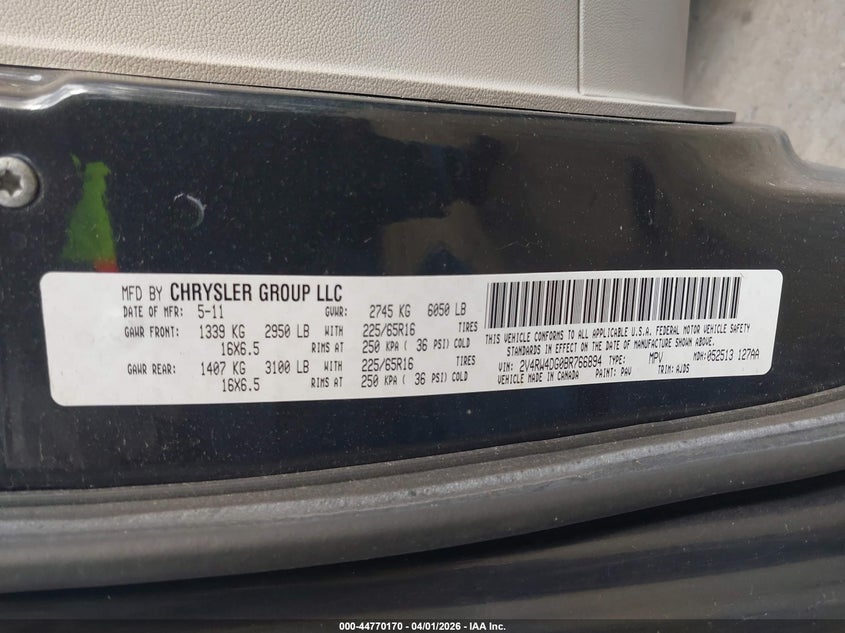 MFD BY CHRYSLER GROUP LLC
DATE OF MFR: 5-11 GVWR: 2745 KG 6050 LB
GAWR FRONT: 1339 KG 2950 LB WITH 225/65R16 TIRES
16X6.5 RIMS AT 250 KPA ( 36 PSI) COLD
GAWR REAR: 1407 KG 3100 LB WITH 225/65R16 TIRES
16X6.5 RIMS AT 250 KPA ( 36 PSI) COLD
THIS VEHICLE CONFORMS TO ALL APPLICABLE U.S.A. FEDERAL MOTOR VEHICLE SAFETY
STANDARDS IN EFFECT ON THE DATE OF MANUFACTURE SHOWN ABOVE.
VIN: 2V4RW4DG0BR766894 TYPE: MPV MDH: 052513 127AA
VEHICLE MADE IN CANADA PAINT: PAV TRIM: AJDS
000-44770170 - 04/01/2026 - IAA Inc.